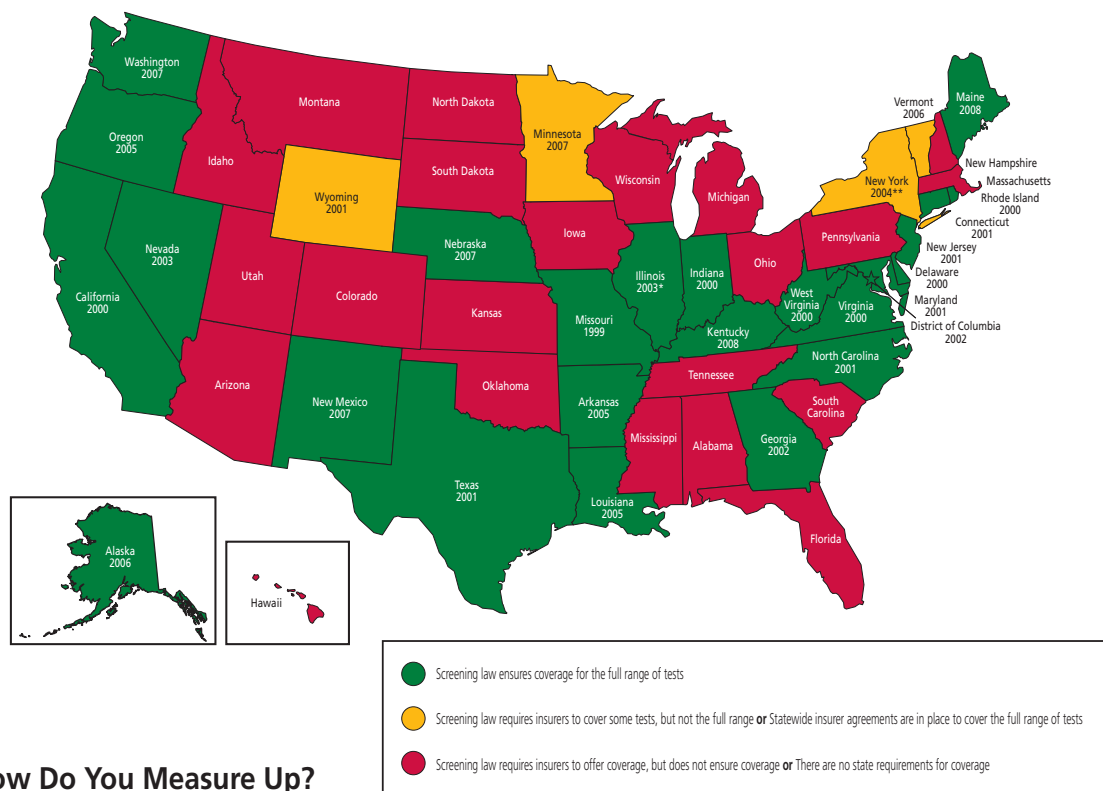 Washington
2007
Oregon
2005
California
2000
Nevada
2003
Idaho
Montana
Wyoming
2001
Utah
Colorado
Arizona
New Mexico
2007
North Dakota
South Dakota
Nebraska
2007
Kansas
Oklahoma
Texas
2001
Minnesota
2007
Iowa
Missouri
1999
Arkansas
2005
Louisiana
2005
Wisconsin
Illinois
2003*
Michigan
Indiana
2000
Ohio
Kentucky
2008
Tennessee
Mississippi
Alabama
Georgia
2002
Florida
South
Carolina
North Carolina
2001
Virginia
2000
West
Virginia
2000
Pennsylvania
New York
2004**
Vermont
2006
Maine
2008
New Hampshire
Massachusetts
Rhode Island
2000
Connecticut
2001
New Jersey
2001
Delaware
2000
Maryland
2001
District of Columbia
2002
Alaska
2006
Hawaii
Screening law ensures coverage for the full range of tests
Screening law requires insurers to cover some tests, but not the full range or Statewide insurer agreements are in place to cover the full range of tests
Screening law requires insurers to offer coverage, but does not ensure coverage or There are no state requirements for coverage
ow Do You Measure Up?